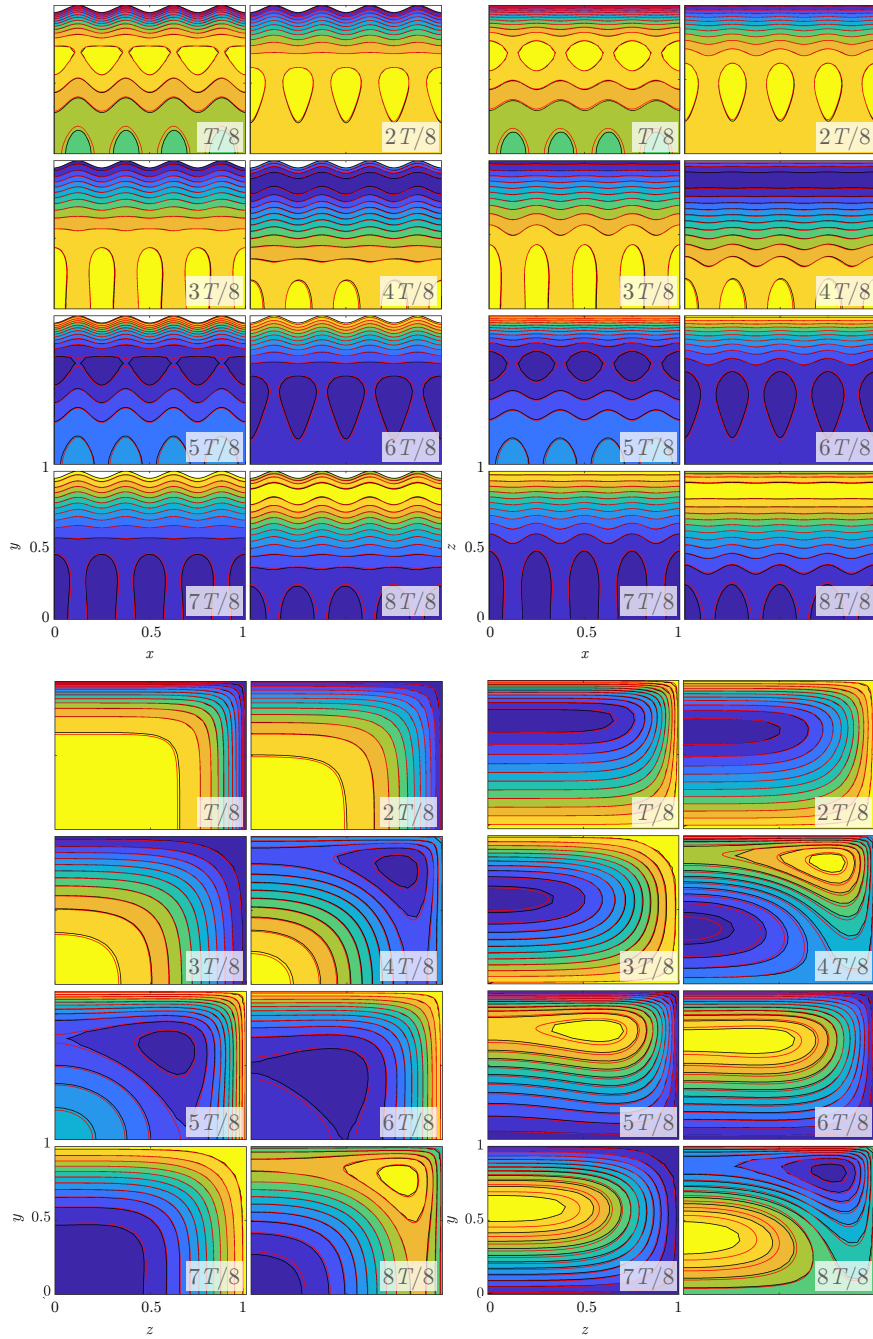 T/8 2T/8 T/8 2T/8
3T/8 4T/8 3T/8 4T/8
5T/8 6T/8 5T/8 6T/8
1
y 0.5 z 0.5
7T/8 8T/8 7T/8 8T/8
0 0
0 0.5 1 0 0.5 1
x x
T/8 2T/8 T/8 2T/8
3T/8 4T/8 3T/8 4T/8
5T/8 6T/8 5T/8 6T/8
1 1
y 0.5 y 0.5
7T/8 8T/8 7T/8 8T/8
0 0
0 0.5 1 0 0.5 1
z z